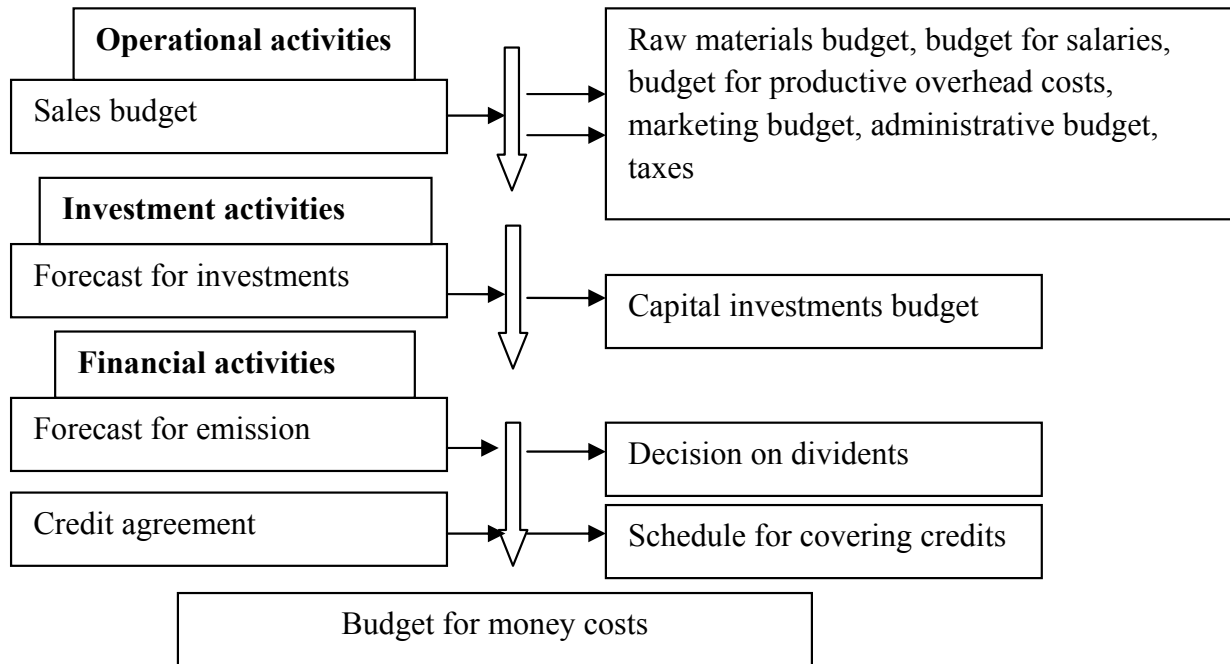 Operational activities
Sales budget
Raw materials budget, budget for salaries,
budget for productive overhead costs,
marketing budget, administrative budget,
taxes
Investment activities
Forecast for investments
Capital investments budget
Financial activities
Forecast for emission
Decision on dividents
Credit agreement
Schedule for covering credits
Budget for money costs